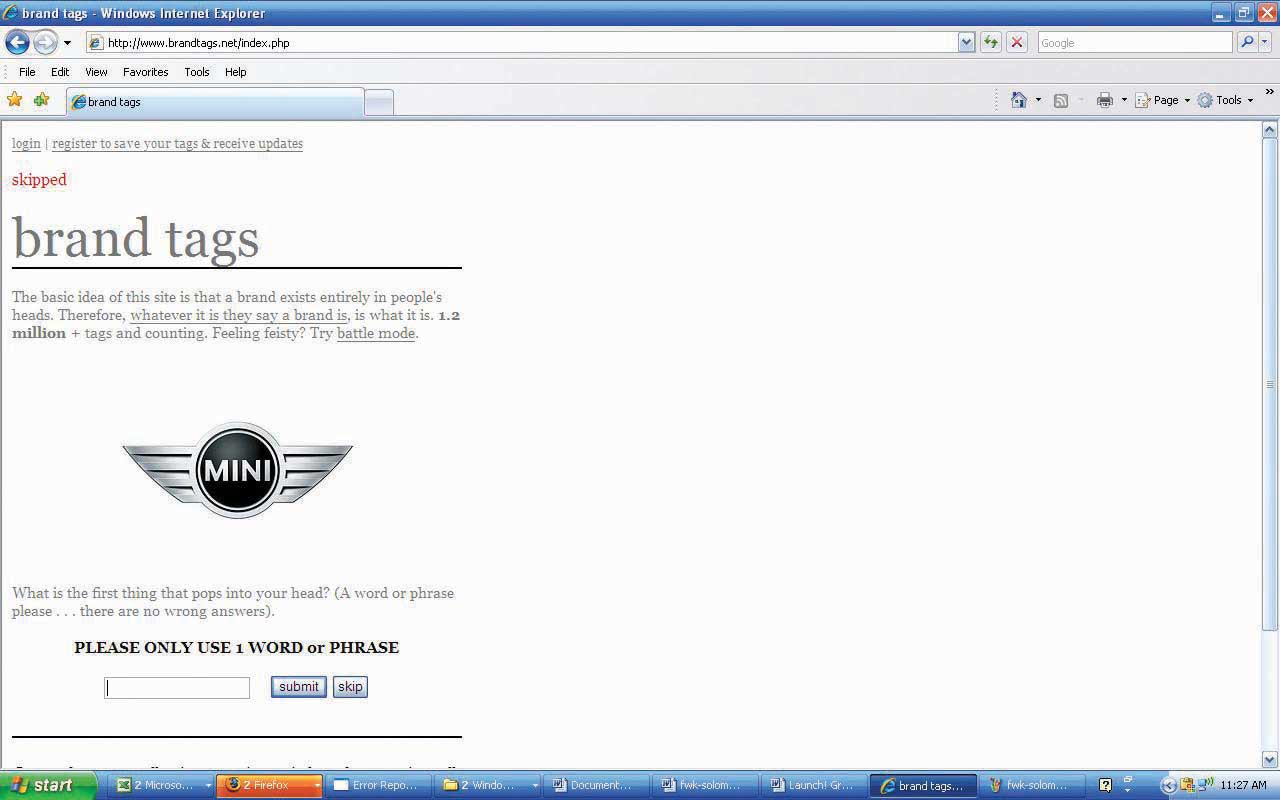 brand tags - Windows Internet Explorer
http://www.brandtags.net/index.php
Google
File Edit View Favorites Tools Help
brand tags
Page Tools
login | register to save your tags & receive updates
skipped
brand tags
The basic idea of this site is that a brand exists entirely in people's
heads. Therefore, whatever it is they say a brand is, is what it is. 1.2
million + tags and counting. Feeling feisty? Try battle mode.
MINI
What is the first thing that pops into your head? (A word or phrase
please . . . there are no wrong answers).
PLEASE ONLY USE 1 WORD or PHRASE
submit skip
start 2 Microso... 2 Firefox Error Repo... 2 Window... Document... fwk-solom... Launch! Gr... brand tags... fwk-solom... 11:27 AM